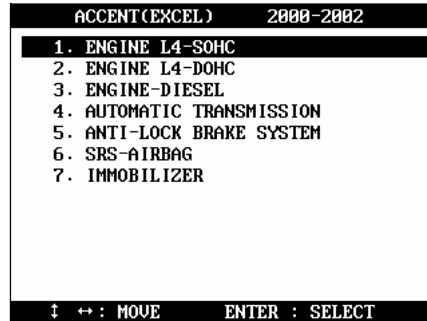 ACCENT(EXCEL) 2000-2002
1. ENGINE L4-SOHC
2. ENGINE L4-DOHC
3. ENGINE-DIESEL
4. AUTOMATIC TRANSMISSION
5. ANTI-LOCK BRAKE SYSTEM
6. SRS-AIRBAG
7. IMMOBILIZER
↕ ↔: MOVE ENTER : SELECT